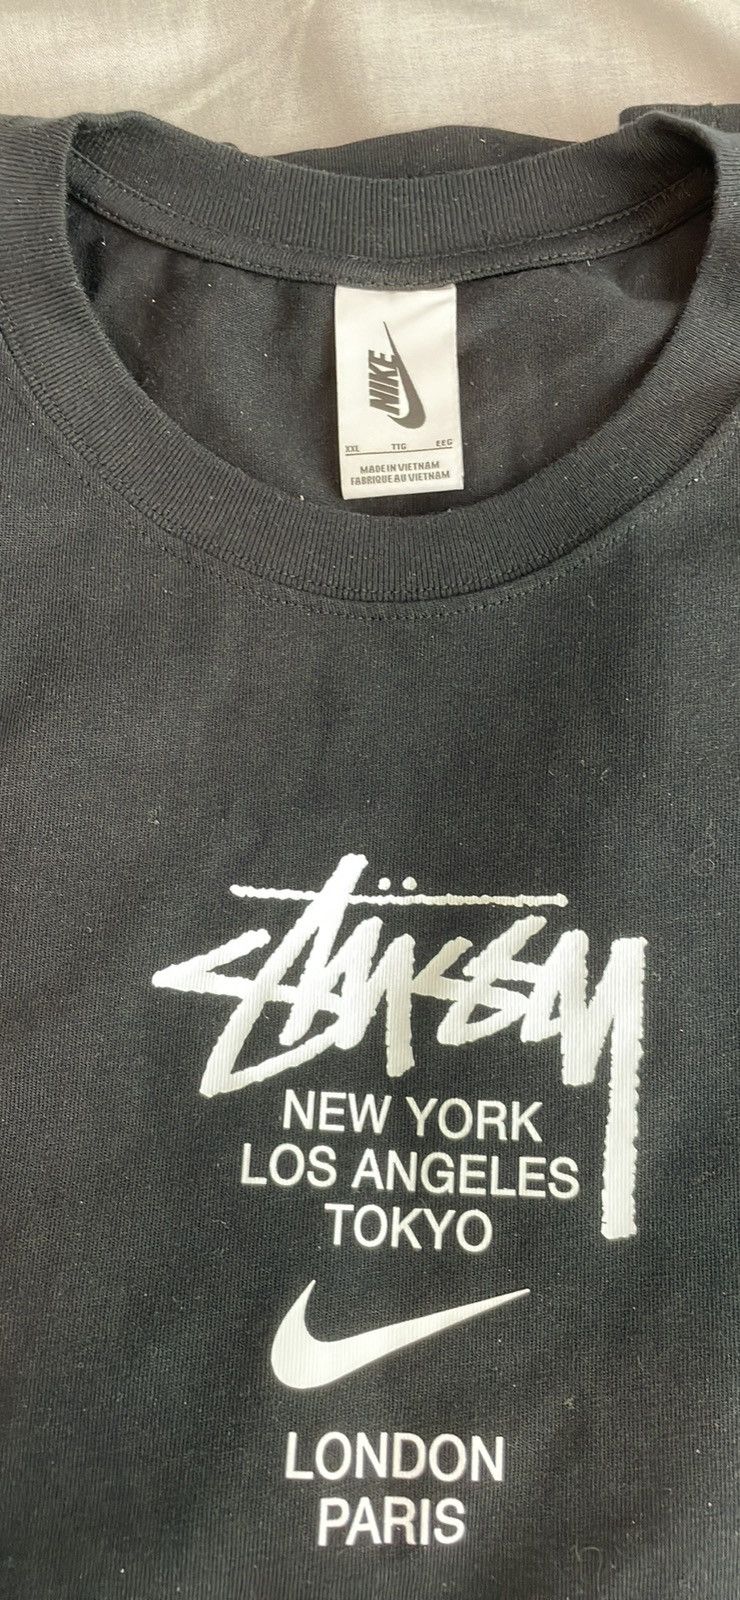 NIKE
XXL TTG EEG
MADE IN VIETNAM
FABRIQUE AU VIETNAM
STÜSSY
NEW YORK
LOS ANGELES
TOKYO
LONDON
PARIS